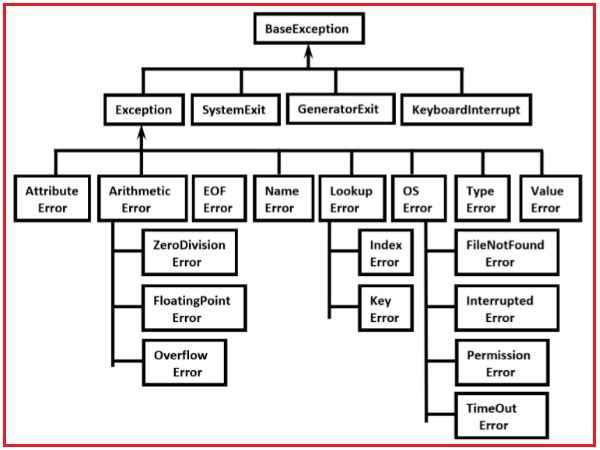 BaseException
Exception
SystemExit
GeneratorExit
KeyboardInterrupt
Attribute
Error
Arithmetic
Error
EOF
Error
Name
Error
Lookup
Error
OS
Error
Type
Error
Value
Error
ZeroDivision
Error
FloatingPoint
Error
Overflow
Error
Index
Error
Key
Error
FileNotFound
Error
Interrupted
Error
Permission
Error
TimeOut
Error